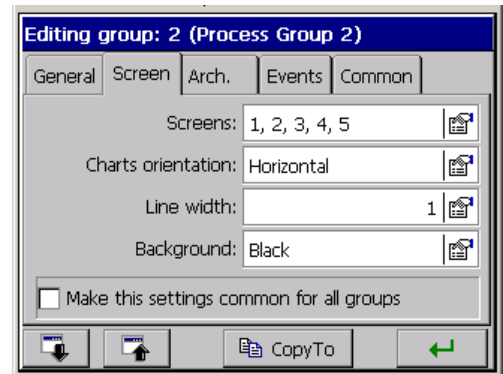 Editing group: 2 (Process Group 2)
General Screen Arch. Events Common
Screens: 1, 2, 3, 4, 5
Charts orientation: Horizontal
Line width: 1
Background: Black
Make this settings common for all groups
CopyTo